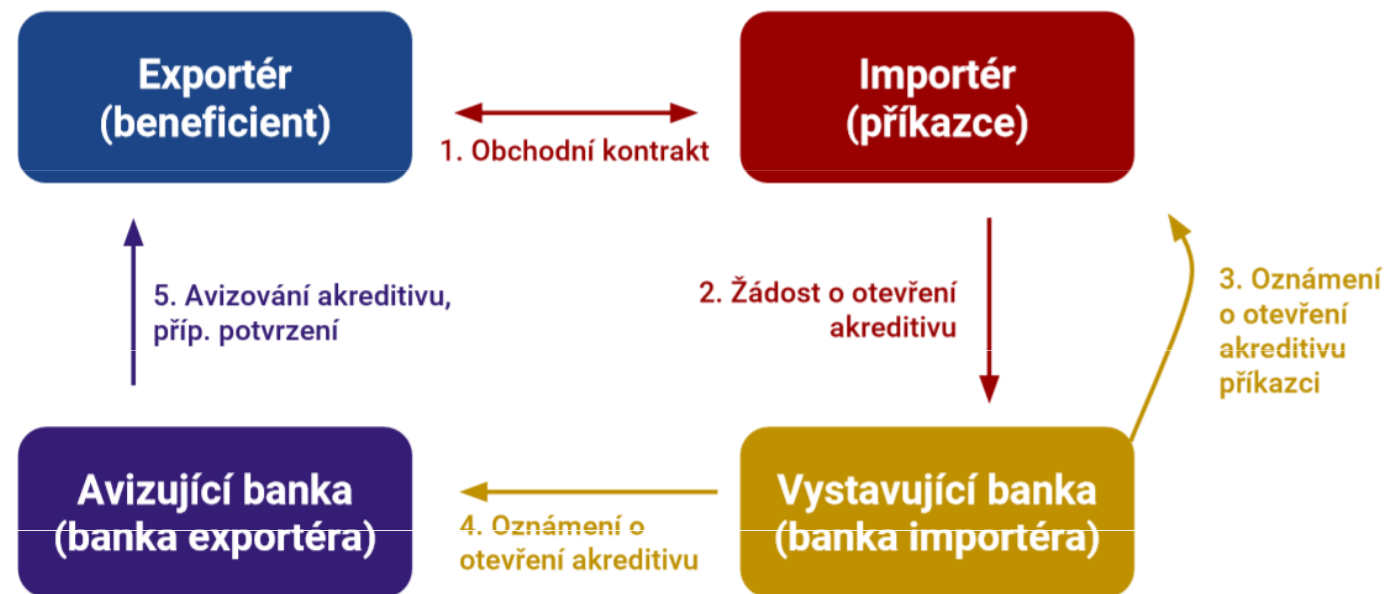 Exportér
(beneficient)
Importér
(příkazce)
1. Obchodní kontrakt
5. Avizování akreditivu,
příp. potvrzení
2. Žádost o otevření
akreditivu
3. Oznámení
o otevření
akreditivu
příkazci
Avizující banka
(banka exportéra)
4. Oznámení o
otevření akreditivu
Vystavující banka
(banka importéra)